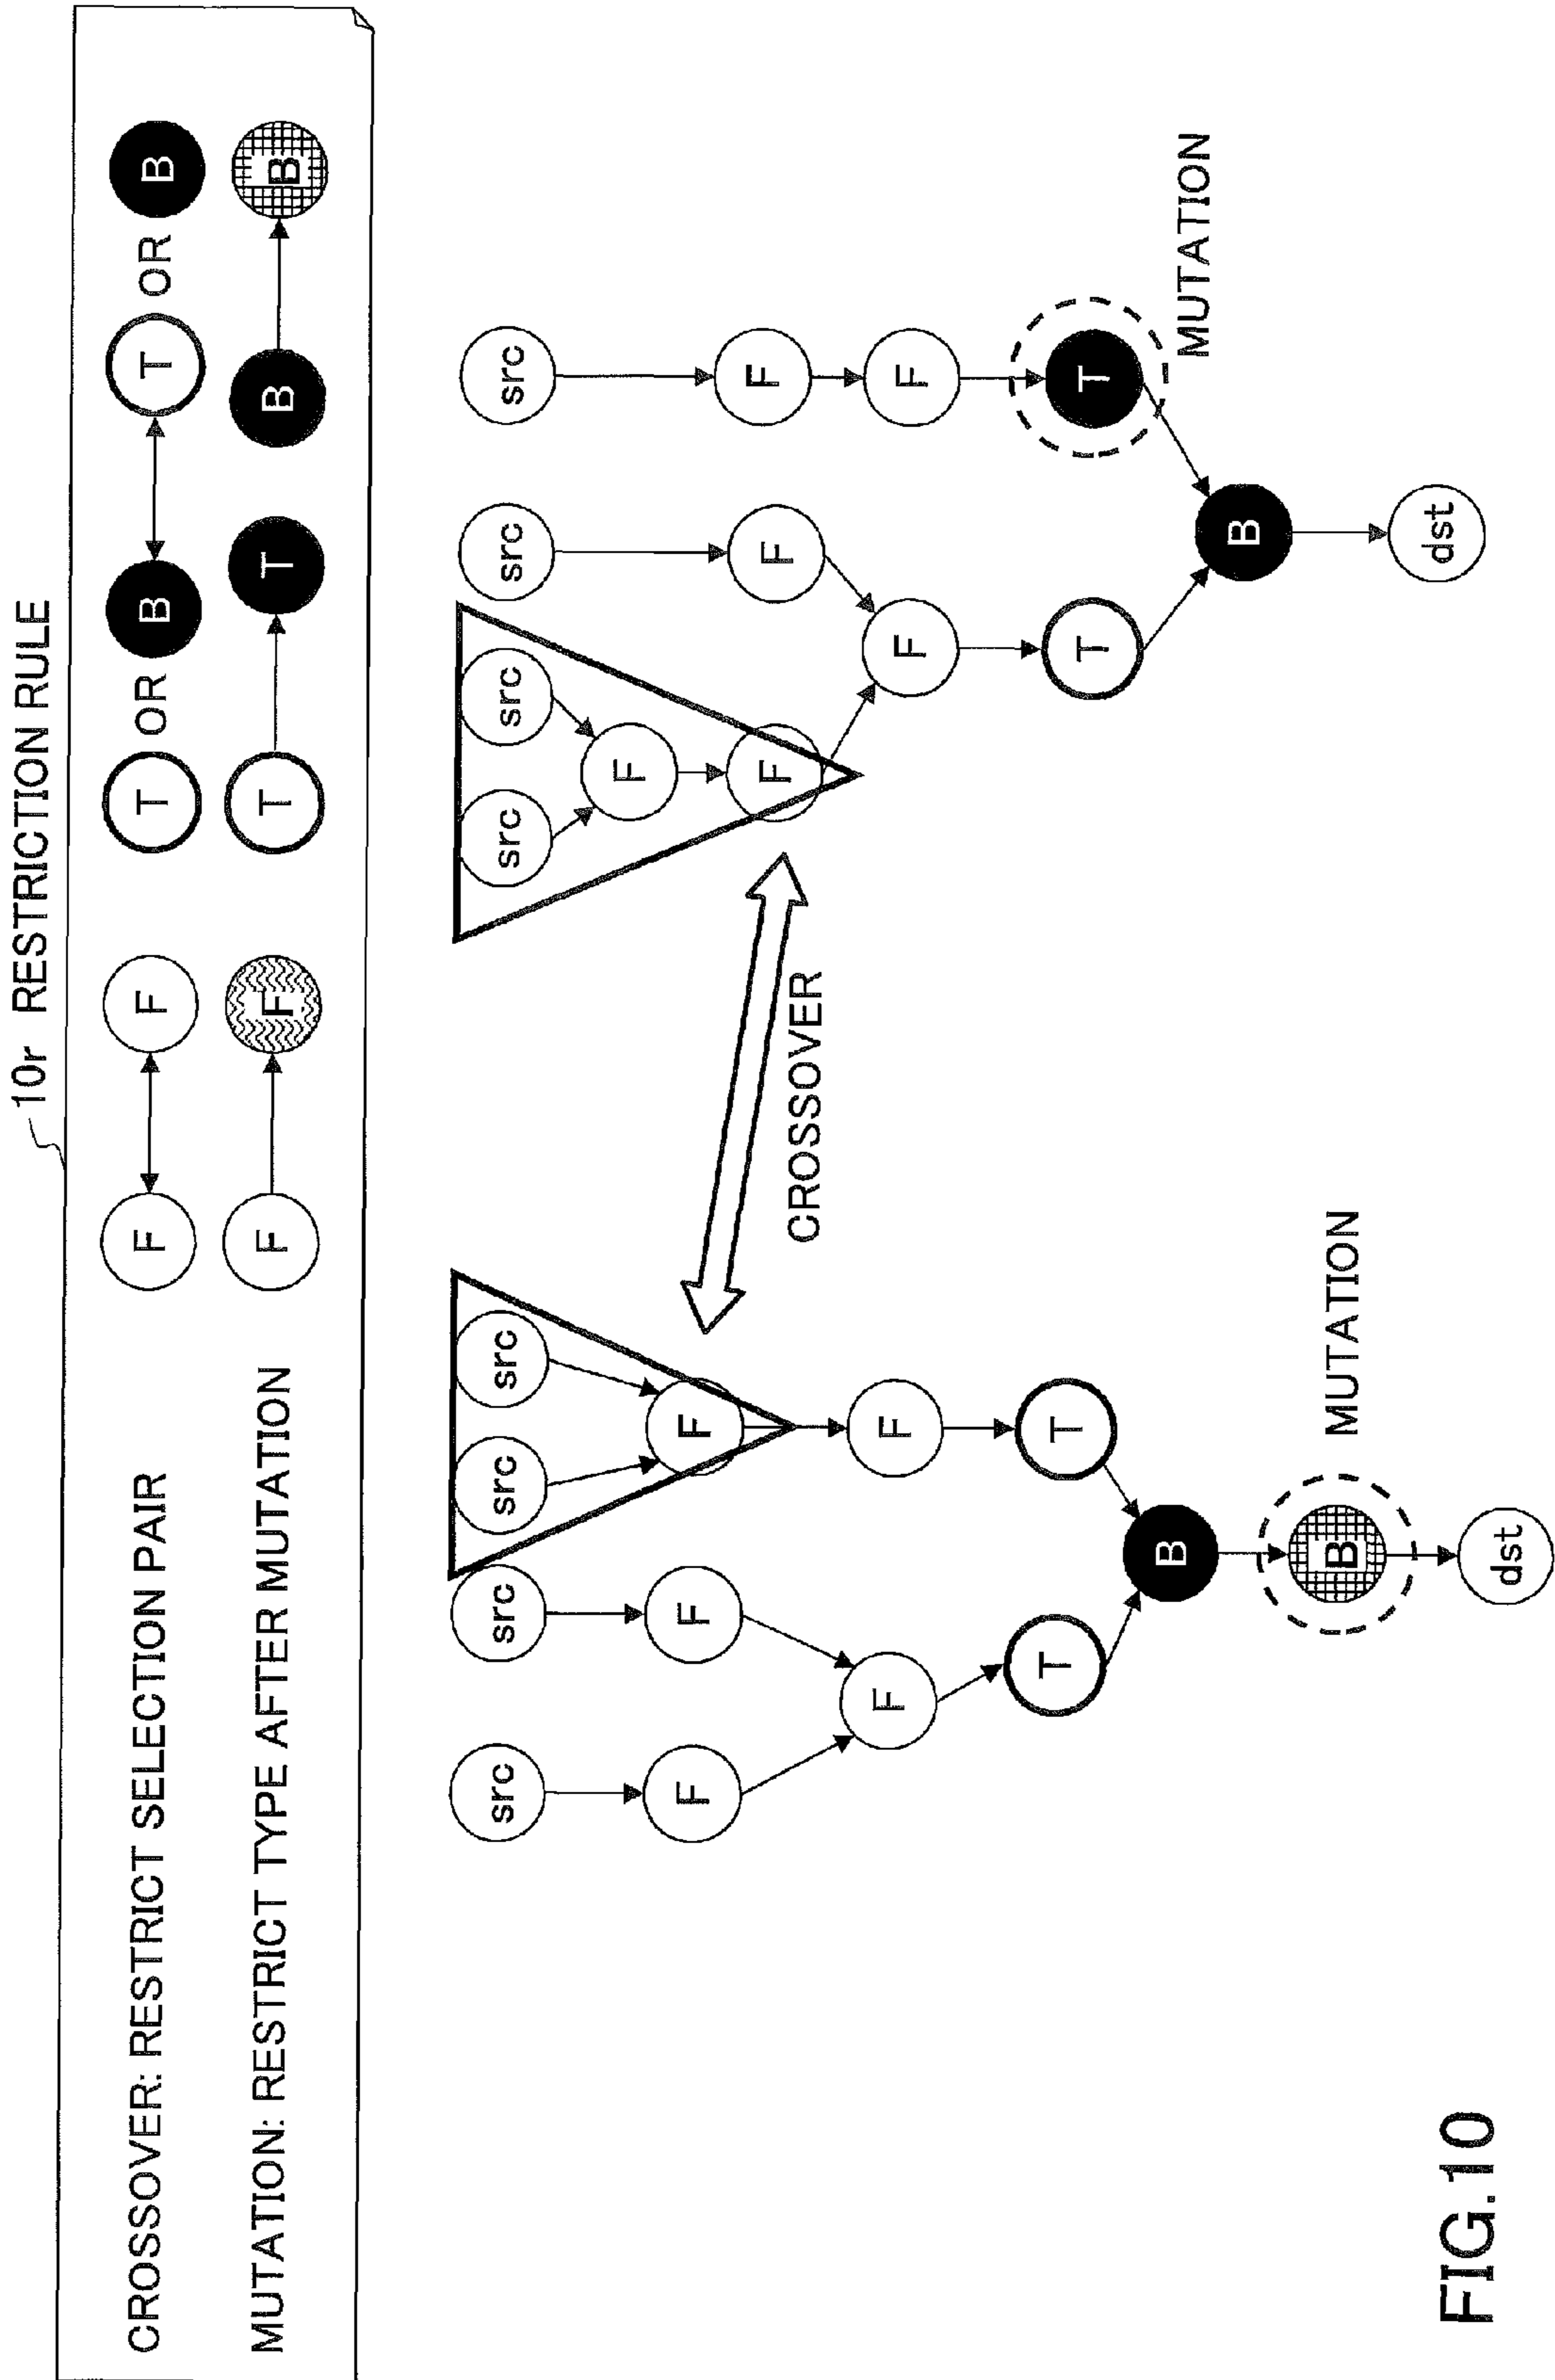 10r RESTRICTION RULE
CROSSOVER: RESTRICT SELECTION PAIR F F T OR B T OR B
MUTATION: RESTRICT TYPE AFTER MUTATION F F T T B B
src src src src src src src src
F F F F
F F F F
F F F F
T T T T
MUTATION
CROSSOVER
B B
B
MUTATION
dst dst
FIG.10